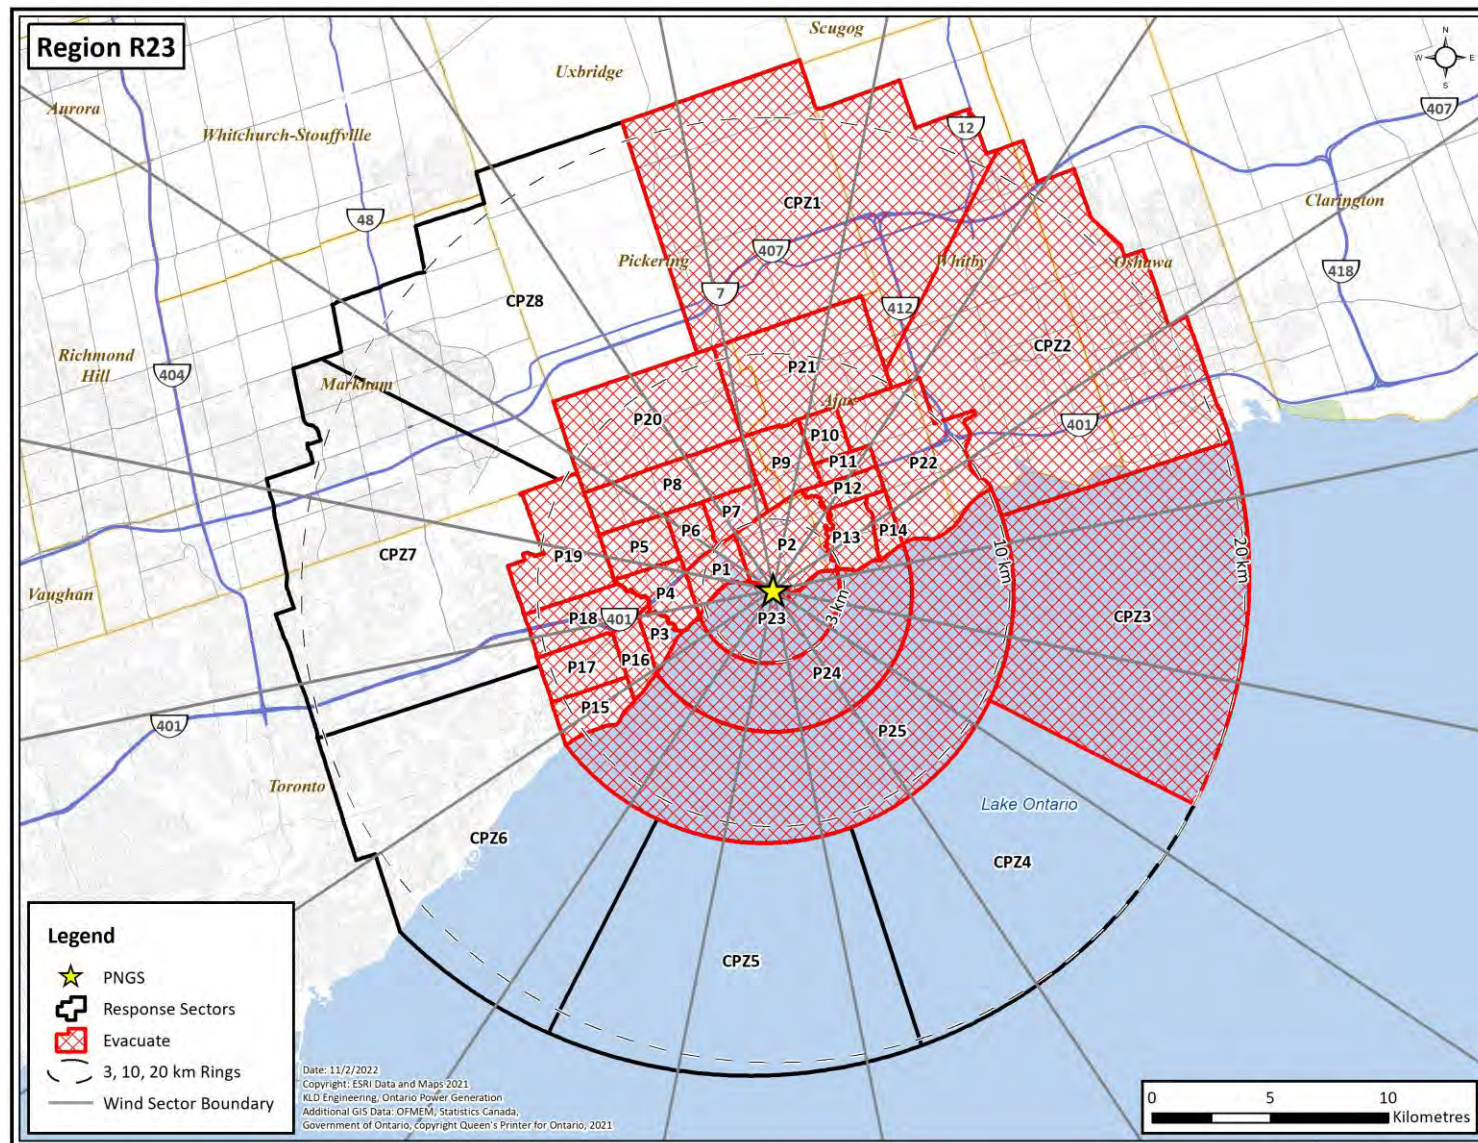 Region R23
Scugog
Uxbridge
N
W
E
S
Aurora
Whitchurch-Stouffville
12
407
48
CPZ1
Clarington
Pickering
407
Whitby
Oshawa
418
7
CPZ8
412
Richmond
Hill
404
Markham
CPZ2
P21
Ajax
P20
P10
401
P9
P11
P22
P8
P12
P7
P6
P13
P14
P5
P2
CPZ7
P19
P1
10 km
20 km
Vaughan
P4
3 km
P18
401
P23
CPZ3
P3
P16
P17
P24
P15
401
P25
Toronto
Lake Ontario
CPZ6
CPZ4
CPZ5
Legend
PNGS
Response Sectors
Evacuate
3, 10, 20 km Rings
Wind Sector Boundary
Date: 11/2/2022
Copyright: ESRI Data and Maps 2021
KLD Engineering, Ontario Power Generation
Additional GIS Data: OFMEM, Statistics Canada,
Government of Ontario, copyright Queen's Printer for Ontario, 2021
0 5 10
Kilometres